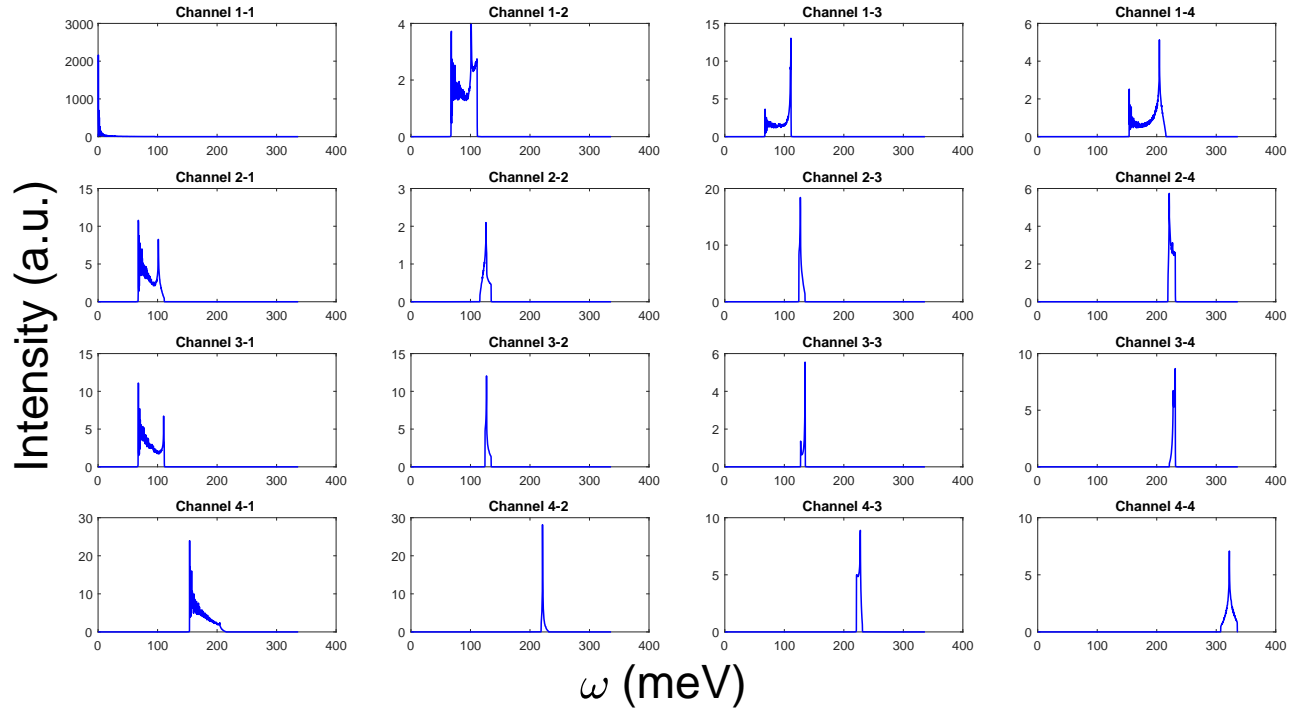 Channel 1-1 Channel 1-2 Channel 1-3 Channel 1-4
3000 4 15 6
2000 10 4
2
1000 5 2
0 0 0 0
0 100 200 300 400 0 100 200 300 400 0 100 200 300 400 0 100 200 300 400
Channel 2-1 Channel 2-2 Channel 2-3 Channel 2-4
15 3 20 6
10 2 4
10
5 1 2
0 0 0 0
0 100 200 300 400 0 100 200 300 400 0 100 200 300 400 0 100 200 300 400
Intensity (a.u.)
Channel 3-1 Channel 3-2 Channel 3-3 Channel 3-4
15 15 6 10
10 10 4
5
5 5 2
0 0 0 0
0 100 200 300 400 0 100 200 300 400 0 100 200 300 400 0 100 200 300 400
Channel 4-1 Channel 4-2 Channel 4-3 Channel 4-4
30 30 10 10
20 20
5 5
10 10
0 0 0 0
0 100 200 300 400 0 100 200 300 400 0 100 200 300 400 0 100 200 300 400
ω (meV)